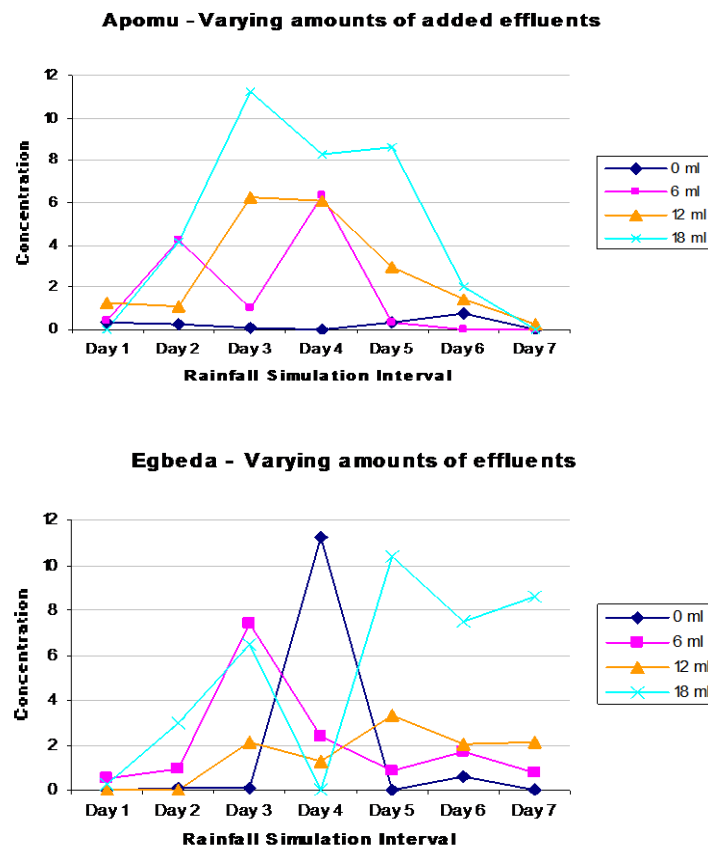 Apomu - Varying amounts of added effluents
12
10
8
6
4
2
0
Concentration
Day 1 Day 2 Day 3 Day 4 Day 5 Day 6 Day 7
Rainfall Simulation Interval
0 ml
6 ml
12 ml
18 ml
Egbeda - Varying amounts of effluents
12
10
8
6
4
2
0
Concentration
Day 1 Day 2 Day 3 Day 4 Day 5 Day 6 Day 7
Rainfall Simulation Interval
0 ml
6 ml
12 ml
18 ml